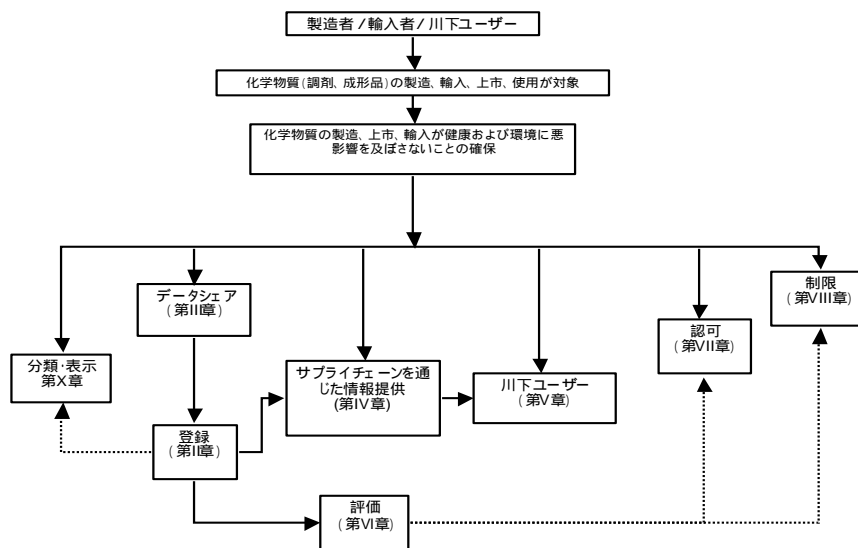 製造者/輸入者/川下ユーザー
化学物質(調剤、成形品)の製造、輸入、上市、使用が対象
化学物質の製造、上市、輸入が健康および環境に悪
影響を及ぼさないことの確保
制限
(第VIII章)
データシェア
(第III章)
認可
(第VII章)
分類・表示
第X章
サプライチェーンを通
じた情報提供
(第IV章)
川下ユーザー
(第V章)
登録
(第II章)
評価
(第VI章)